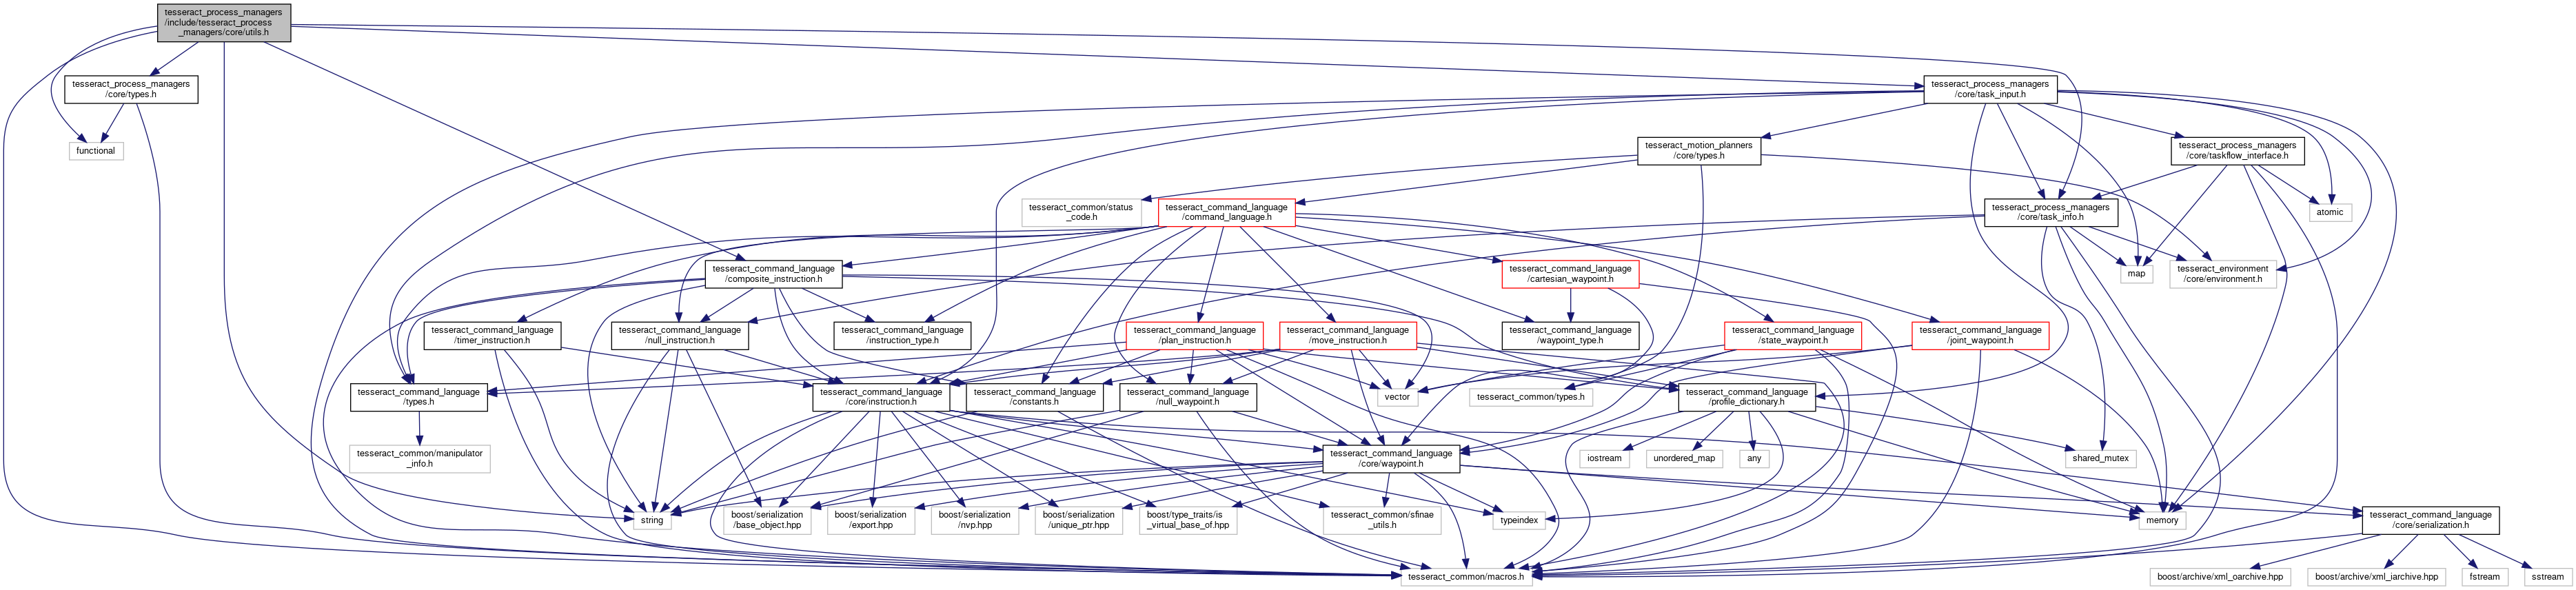 tesseract_process_managers
/include/tesseract_process
_managers/core/utils.h
tesseract_process_managers
/core/types.h
tesseract_process_managers
/core/task_input.h
functional
tesseract_motion_planners
/core/types.h
tesseract_process_managers
/core/taskflow_interface.h
tesseract_common/status
_code.h
tesseract_command_language
/command_language.h
tesseract_process_managers
/core/task_info.h
atomic
tesseract_command_language
/composite_instruction.h
tesseract_command_language
/cartesian_waypoint.h
map
tesseract_environment
/core/environment.h
tesseract_command_language
/timer_instruction.h
tesseract_command_language
/null_instruction.h
tesseract_command_language
/instruction_type.h
tesseract_command_language
/plan_instruction.h
tesseract_command_language
/move_instruction.h
tesseract_command_language
/waypoint_type.h
tesseract_command_language
/state_waypoint.h
tesseract_command_language
/joint_waypoint.h
tesseract_command_language
/types.h
tesseract_command_language
/core/instruction.h
tesseract_command_language
/constants.h
tesseract_command_language
/null_waypoint.h
vector
tesseract_common/types.h
tesseract_command_language
/profile_dictionary.h
tesseract_common/manipulator
_info.h
tesseract_command_language
/core/waypoint.h
iostream
unordered_map
any
shared_mutex
string
boost/serialization
/base_object.hpp
boost/serialization
/export.hpp
boost/serialization
/nvp.hpp
boost/serialization
/unique_ptr.hpp
boost/type_traits/is
_virtual_base_of.hpp
tesseract_common/sfinae
_utils.h
typeindex
memory
tesseract_command_language
/core/serialization.h
tesseract_common/macros.h
boost/archive/xml_oarchive.hpp
boost/archive/xml_iarchive.hpp
fstream
sstream